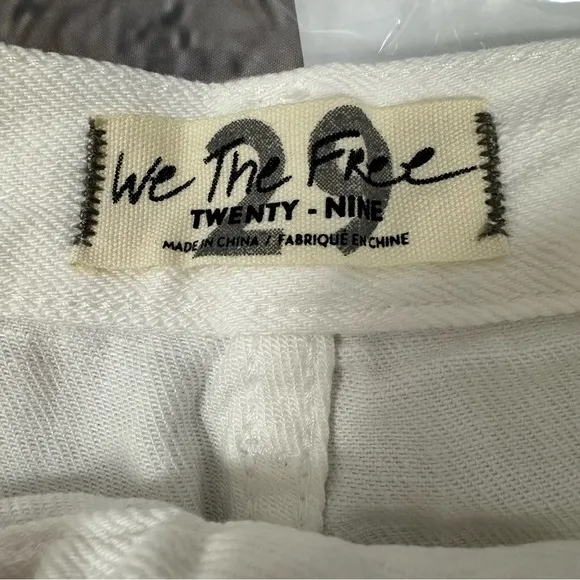 29
We The Free
TWENTY - NINE
MADE IN CHINA / FABRIQUÉ EN CHINE